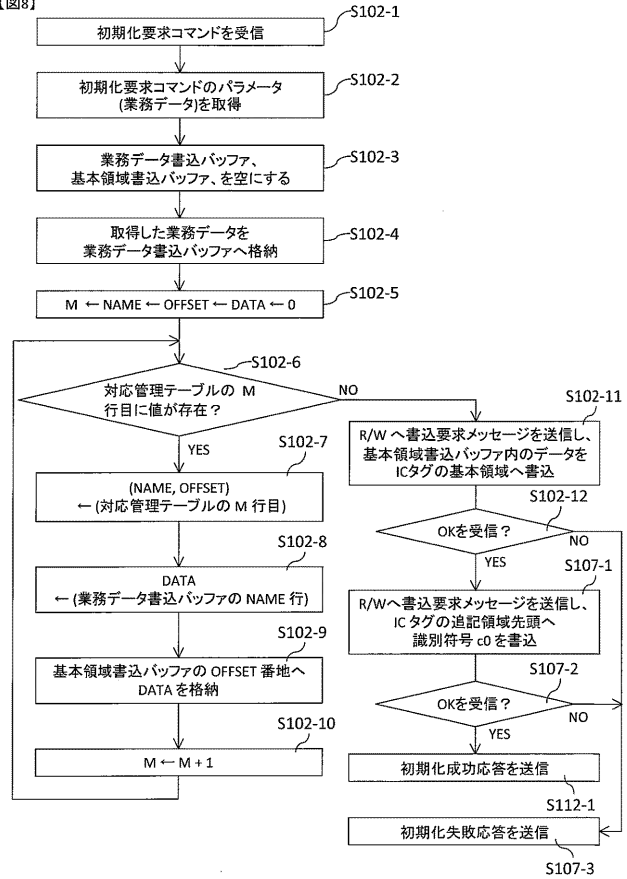 【図8】
S102-1
初期化要求コマンドを受信
S102-2
初期化要求コマンドのパラメータ
(業務データ)を取得
S102-3
業務データ書込バッファ、
基本領域書込バッファ、を空にする
S102-4
取得した業務データを
業務データ書込バッファへ格納
S102-5
M ← NAME ← OFFSET ← DATA ← 0
S102-6
対応管理テーブルの M
行目に値が存在?
NO
YES
S102-7
(NAME, OFFSET)
← (対応管理テーブルの M 行目)
S102-8
DATA
← (業務データ書込バッファの NAME 行)
S102-9
基本領域書込バッファの OFFSET 番地へ
DATA を格納
S102-10
M ← M + 1
S102-11
R/W へ書込要求メッセージを送信し、
基本領域書込バッファ内のデータを
ICタグの基本領域へ書込
S102-12
OKを受信?
NO
YES
S107-1
R/Wへ書込要求メッセージを送信し、
IC タグの追記領域先頭へ
識別符号 c0 を書込
S107-2
OKを受信?
NO
YES
初期化成功応答を送信
S112-1
初期化失敗応答を送信
S107-3